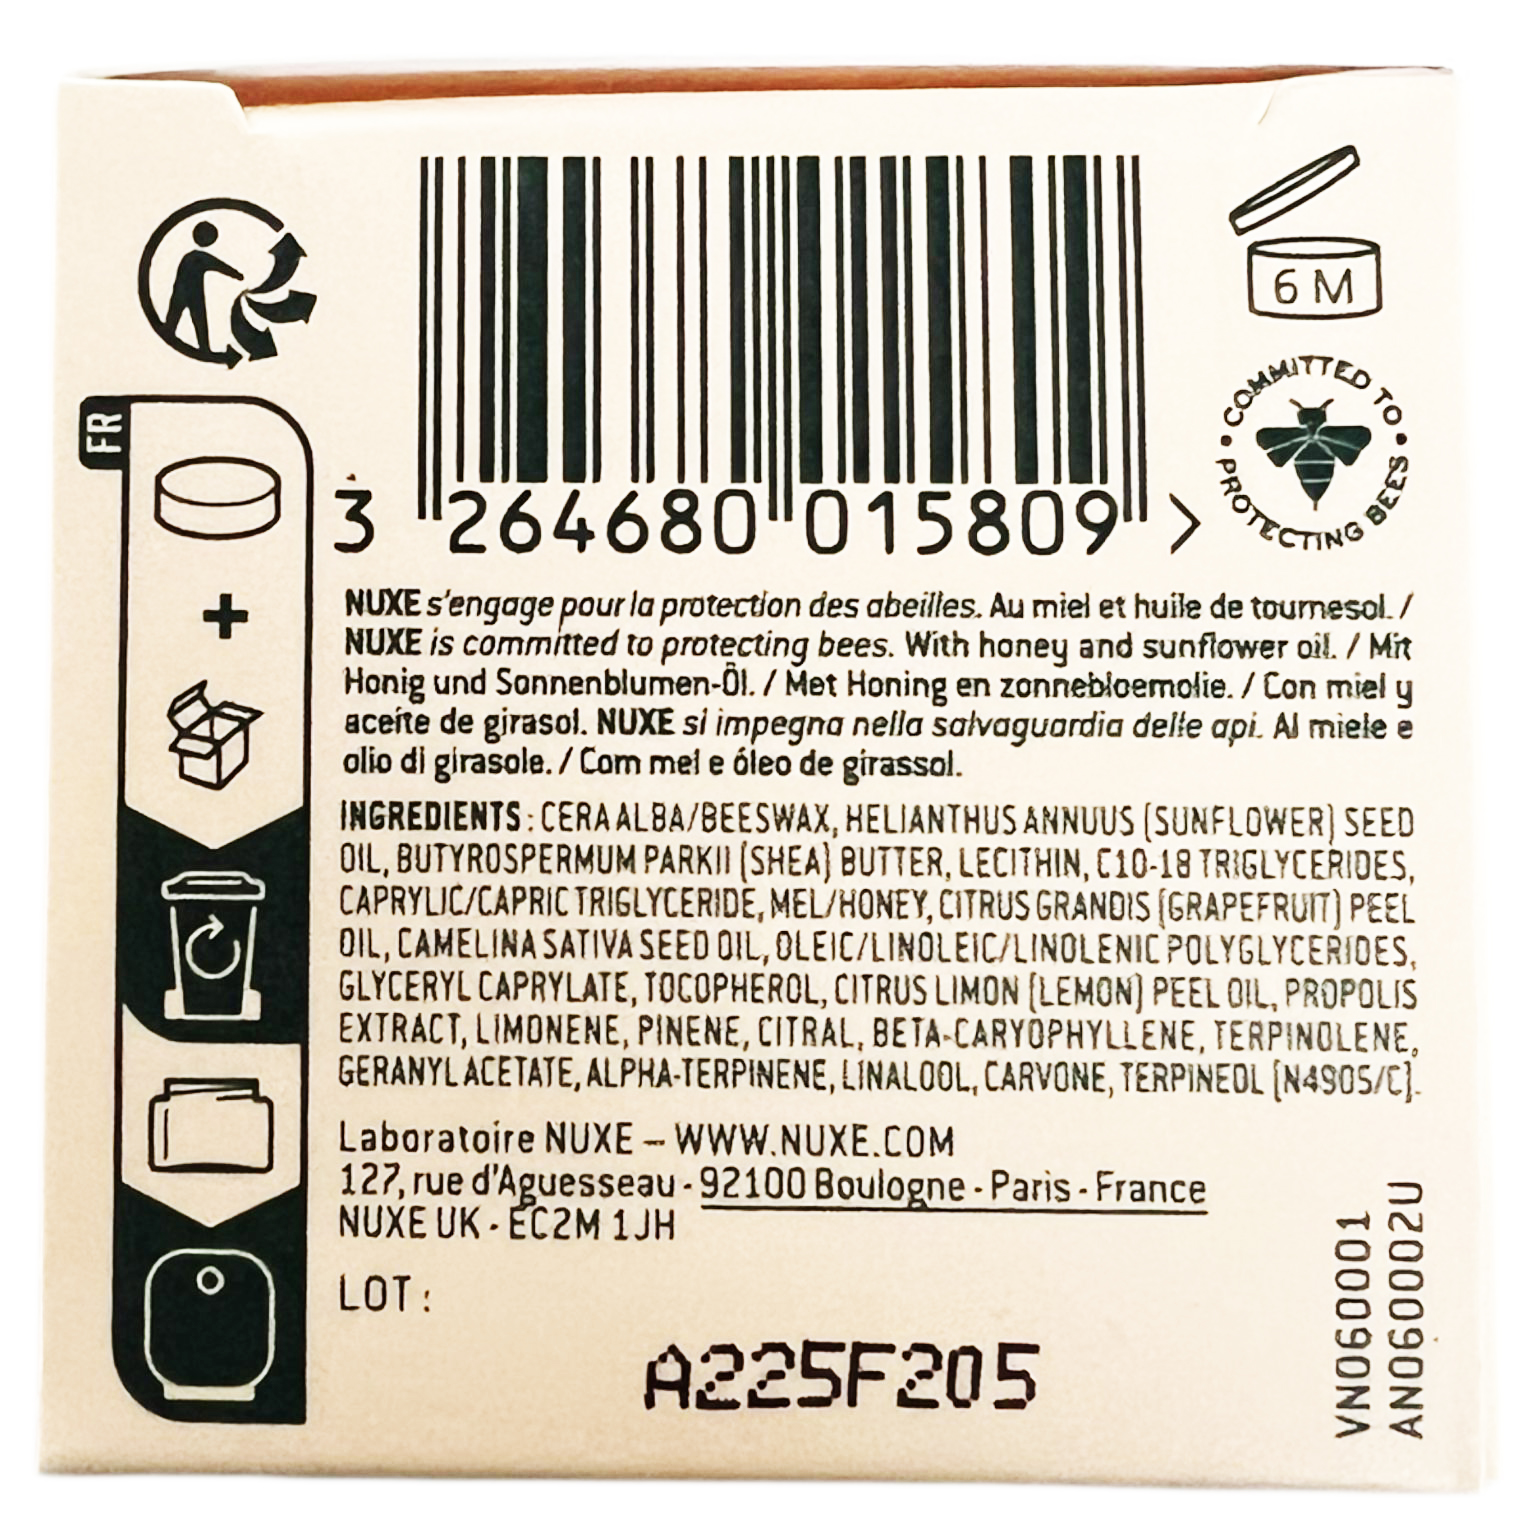 6 M
COMMITTED TO
PROTECTING BEES
FR
3 264680 015809 >
NUXE s'engage pour la protection des abeilles. Au miel et huile de tournesol. /
NUXE is committed to protecting bees. With honey and sunflower oil. / Mit
Honig und Sonnenblumen-Öl. / Met Honing en zonnebloemolie. / Con miel y
aceite de girasol. NUXE si impegna nella salvaguardia delle api. Al miele e
olio di girasole. / Com mel e óleo de girassol.
INGREDIENTS : CERA ALBA/BEESWAX, HELIANTHUS ANNUUS (SUNFLOWER) SEED
OIL, BUTYROSPERMUM PARKII (SHEA) BUTTER, LECITHIN, C10-18 TRIGLYCERIDES,
CAPRYLIC/CAPRIC TRIGLYCERIDE, MEL/HONEY, CITRUS GRANDIS (GRAPEFRUIT) PEEL
OIL, CAMELINA SATIVA SEED OIL, OLEIC/LINOLEIC/LINOLENIC POLYGLYCERIDES,
GLYCERYL CAPRYLATE, TOCOPHEROL, CITRUS LIMON (LEMON) PEEL OIL, PROPOLIS
EXTRACT, LIMONENE, PINENE, CITRAL, BETA-CARYOPHYLLENE, TERPINOLENE,
GERANYL ACETATE, ALPHA-TERPINENE, LINALOOL, CARVONE, TERPINEOL [N4905/C].
Laboratoire NUXE – WWW.NUXE.COM
127, rue d'Aguesseau - 92100 Boulogne - Paris - France
NUXE UK - EC2M 1JH
LOT :
A225F205
VN060001
AN060002U